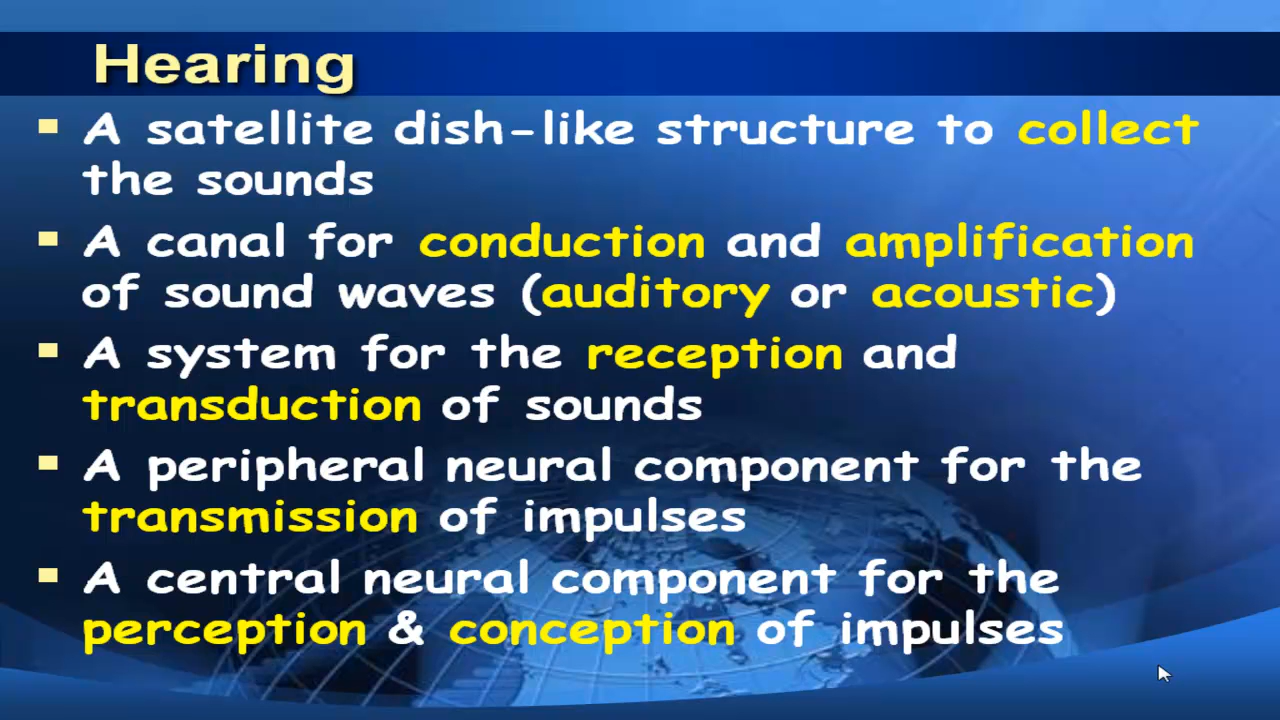 Hearing
▪ A satellite dish-like structure to collect
the sounds
▪ A canal for conduction and amplification
of sound waves (auditory or acoustic)
▪ A system for the reception and
transduction of sounds
▪ A peripheral neural component for the
transmission of impulses
▪ A central neural component for the
perception & conception of impulses